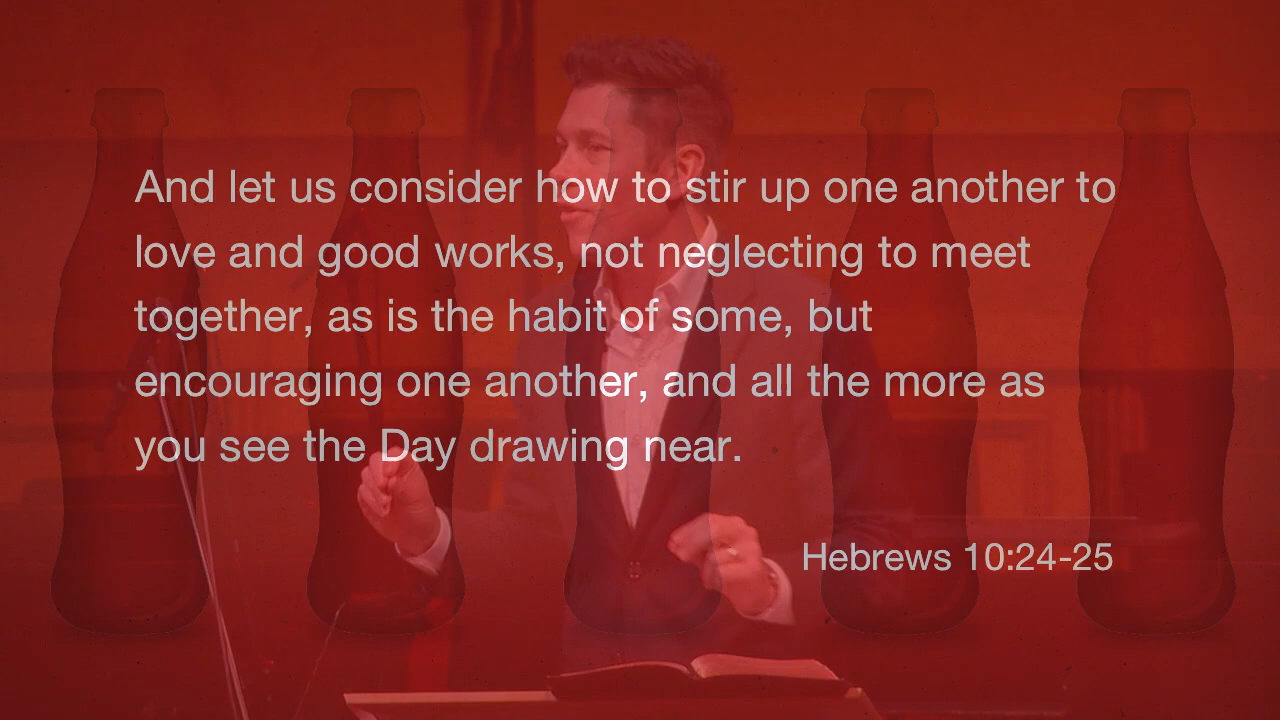 And let us consider how to stir up one another to
love and good works, not neglecting to meet
together, as is the habit of some, but
encouraging one another, and all the more as
you see the Day drawing near.
Hebrews 10:24-25